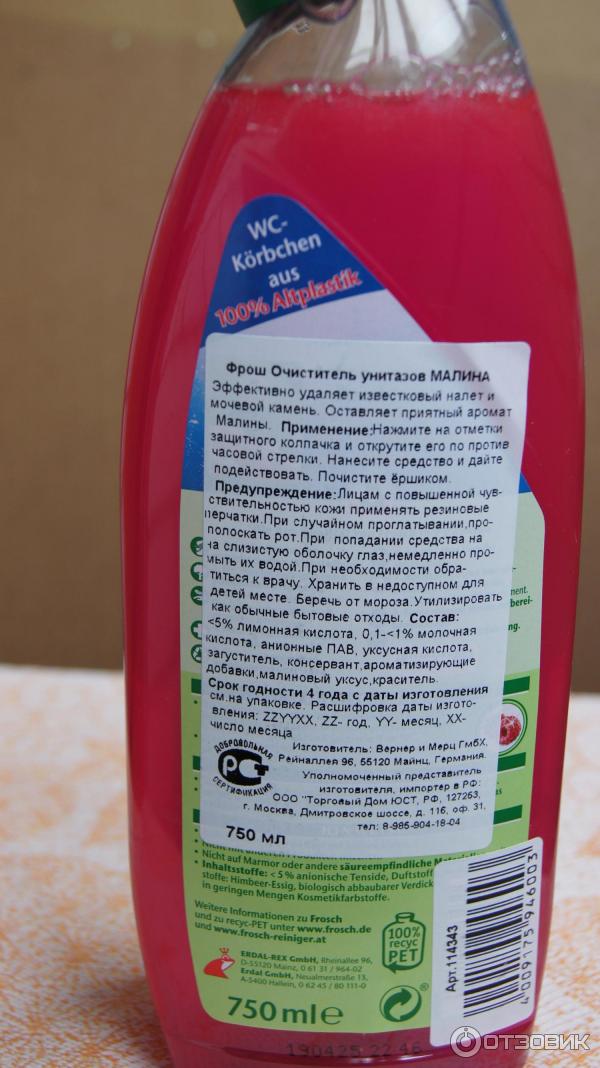 WC-
Körbchen
aus
100% Altplastik
Фрош Очиститель унитазов МАЛИНА
Эффективно удаляет известковый налет и
мочевой камень. Оставляет приятный аромат
Малины. Применение:Нажмите на отметки
защитного колпачка и открутите его по против
часовой стрелки. Нанесите средство и дайте
подействовать. Почистите ёршиком.
Предупреждение:Лицам с повышенной чув-
ствительностью кожи применять резиновые
перчатки.При случайном проглатывании,про-
полоскать рот.При попадании средства на
на слизистую оболочку глаз,немедленно про-
мыть их водой.При необходимости обра-
титься к врачу. Хранить в недоступном для
детей месте. Беречь от мороза.Утилизировать
как обычные бытовые отходы. Состав:
<5% лимонная кислота, 0,1-<1% молочная
кислота, анионные ПАВ, уксусная кислота,
загуститель, консервант,ароматизирующие
добавки,малиновый уксус,краситель.
Срок годности 4 года с даты изготовления
см.на упаковке. Расшифровка даты изгото-
вления: ZZYYXX, ZZ- год, YY- месяц, XX-
число месяца
ДОБРОВОЛЬНАЯ
РСТ
СЕРТИФИКАЦИЯ
Изготовитель: Вернер и Мерц ГмбХ,
Рейналлея 96, 55120 Майнц, Германия.
Уполномоченный представитель
изготовителя, импортер в РФ:
ООО "Торговый Дом ЮСТ, РФ, 127253,
г. Москва, Дмитровское шоссе, д. 116, оф. 31,
тел: 8-985-904-18-04
750 мл
Nicht auf Marmor oder andere säureempfindliche
Inhaltsstoffe: < 5 % anionische Tenside, Duftstoff
stoffe: Himbeer-Essig, biologisch abbaubarer Verdick
in geringen Mengen Kosmetikfarbstoffe.
Weitere Informationen zu Frosch
und zu recyc-PET unter www.frosch.de
www.frosch-reiniger.at
100%
recyc
PET
ERDAL-REX GmbH, Rheinallee 96,
D-55120 Mainz, 0 61 31 / 964-02
Erdal GmbH, Neualmerstraße 13,
A-5400 Hallein, 0 62 45 / 80 111-0
750 ml e
Арт.114343
4009175946003
190425 22 46
ОТЗОВИК